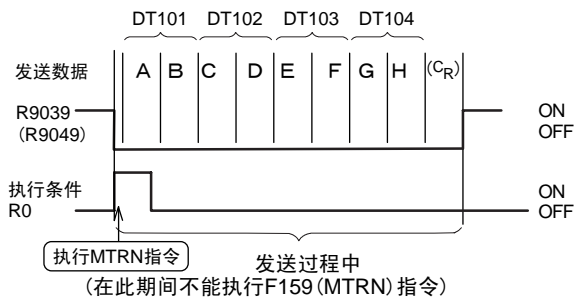 DT101 DT102 DT103 DT104
发送数据 A B C D E F G H (CR)
R9039 ON
(R9049) OFF
执行条件 ON
R0 OFF
执行MTRN指令
发送过程中
(在此期间不能执行F159(MTRN)指令)